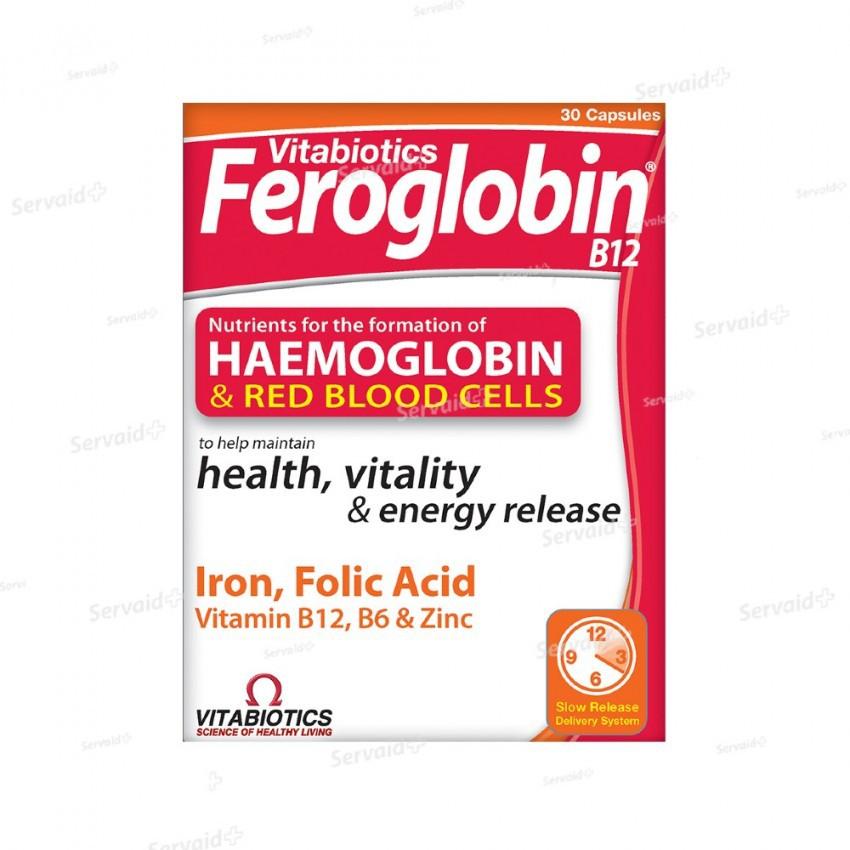 30 Capsules
Vitabiotics
Feroglobin®
B12
Nutrients for the formation of
HAEMOGLOBIN
& RED BLOOD CELLS
to help maintain
health, vitality
& energy release
Iron, Folic Acid
Vitamin B12, B6 & Zinc
12
9 3
6
Slow Release
Delivery System
VITABIOTICS
SCIENCE OF HEALTHY LIVING
Servaid+